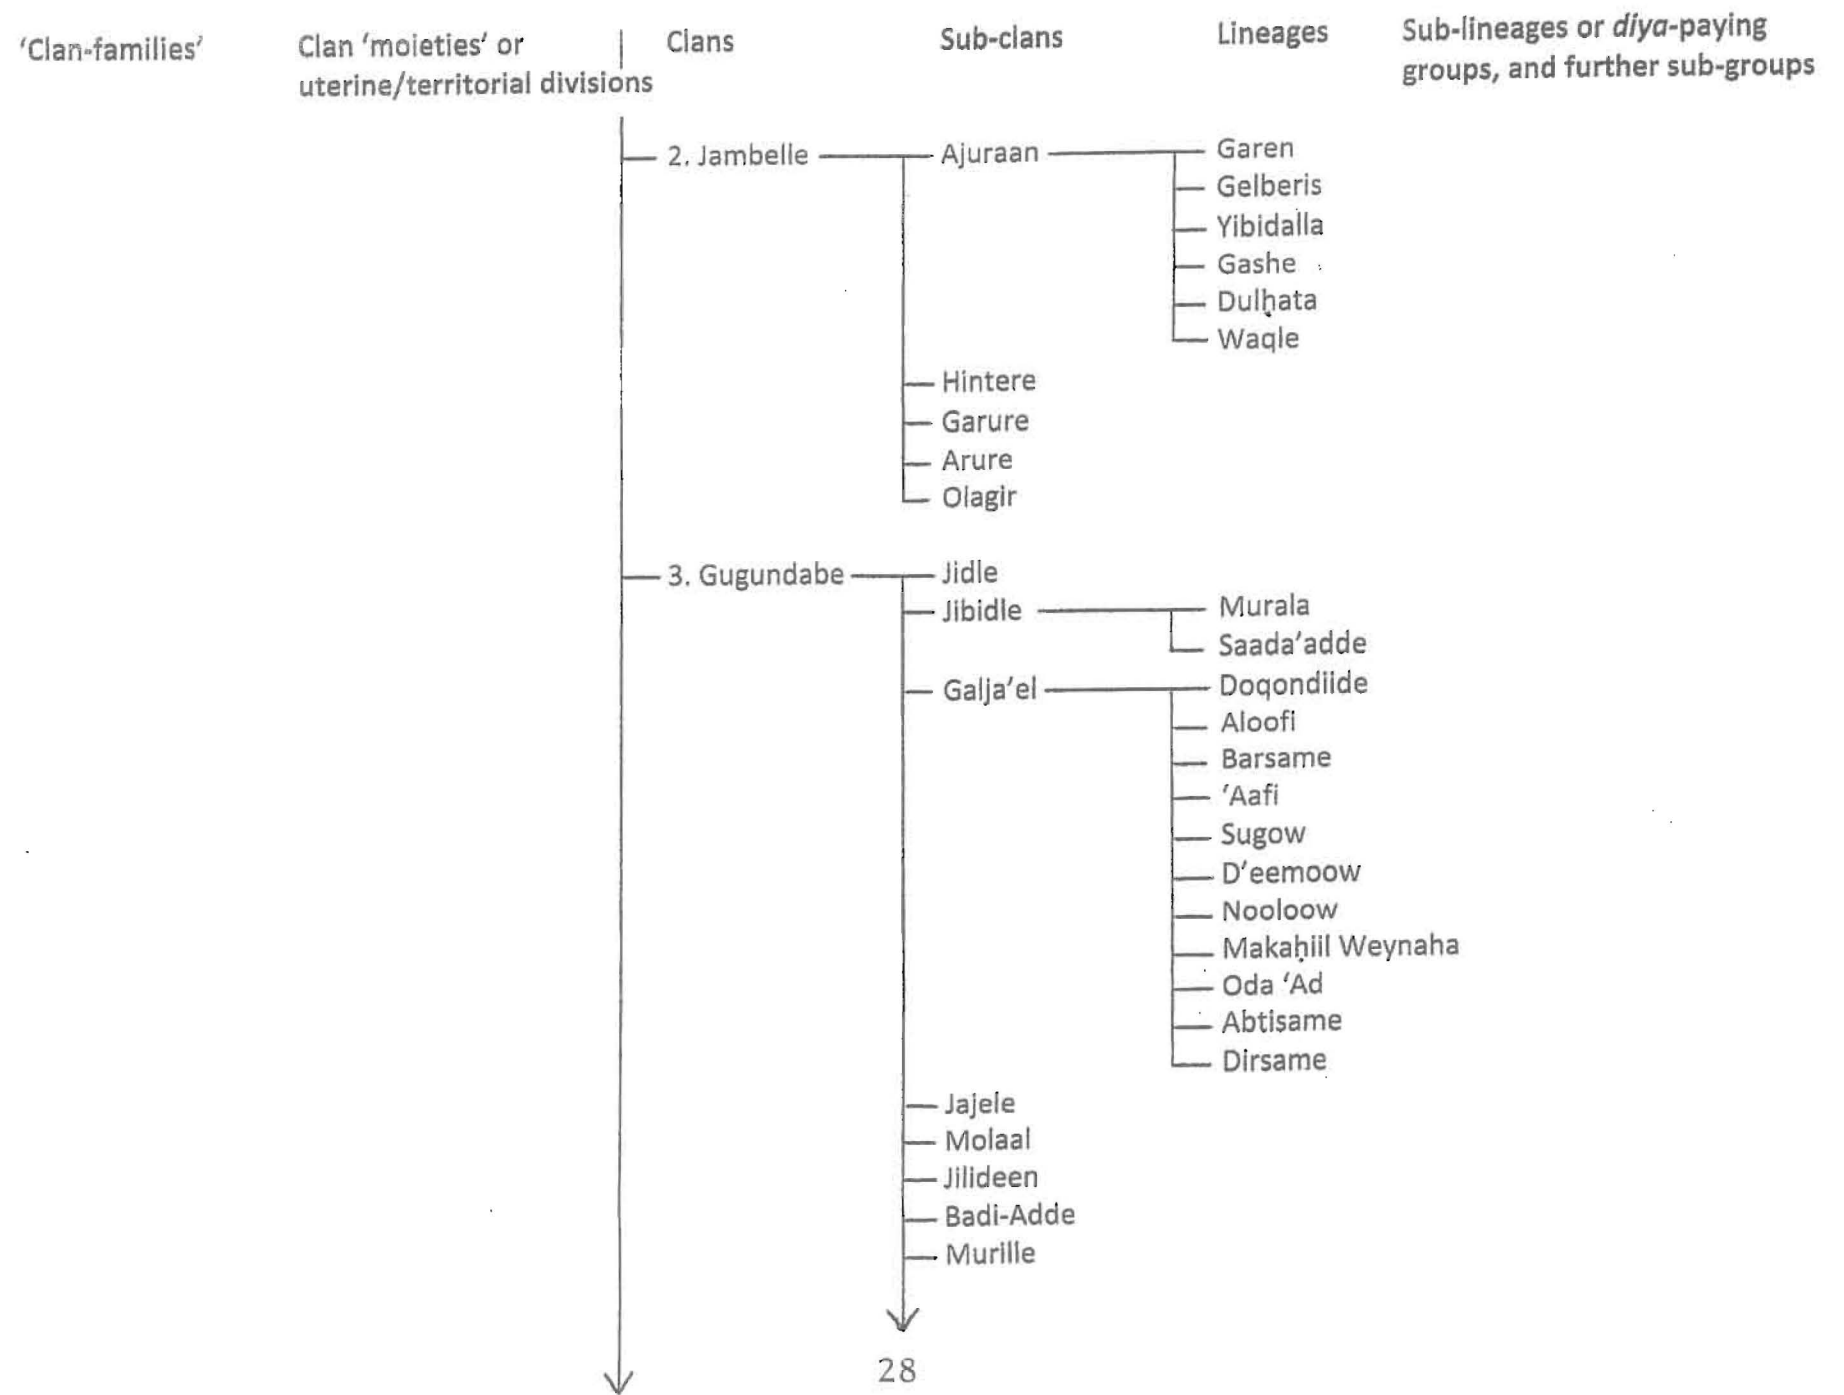 'Clan-families'
Clan 'moieties' or
uterine/territorial divisions
Clans
Sub-clans
Lineages
Sub-lineages or diya-paying
groups, and further sub-groups
2. Jambelle
Ajuraan
Garen
Gelberis
Yibidalla
Gashe
Dulḥata
Waqle
Hintere
Garure
Arure
Olagir
3. Gugundabe
Jidle
Jibidle
Murala
Saada'adde
Galja'el
Doqondiide
Aloofi
Barsame
'Aafi
Sugow
D'eemoow
Nooloow
Makaḥiil Weynaha
Oda 'Ad
Abtisame
Dirsame
Jajele
Molaal
Jilideen
Badi-Adde
Murille
28